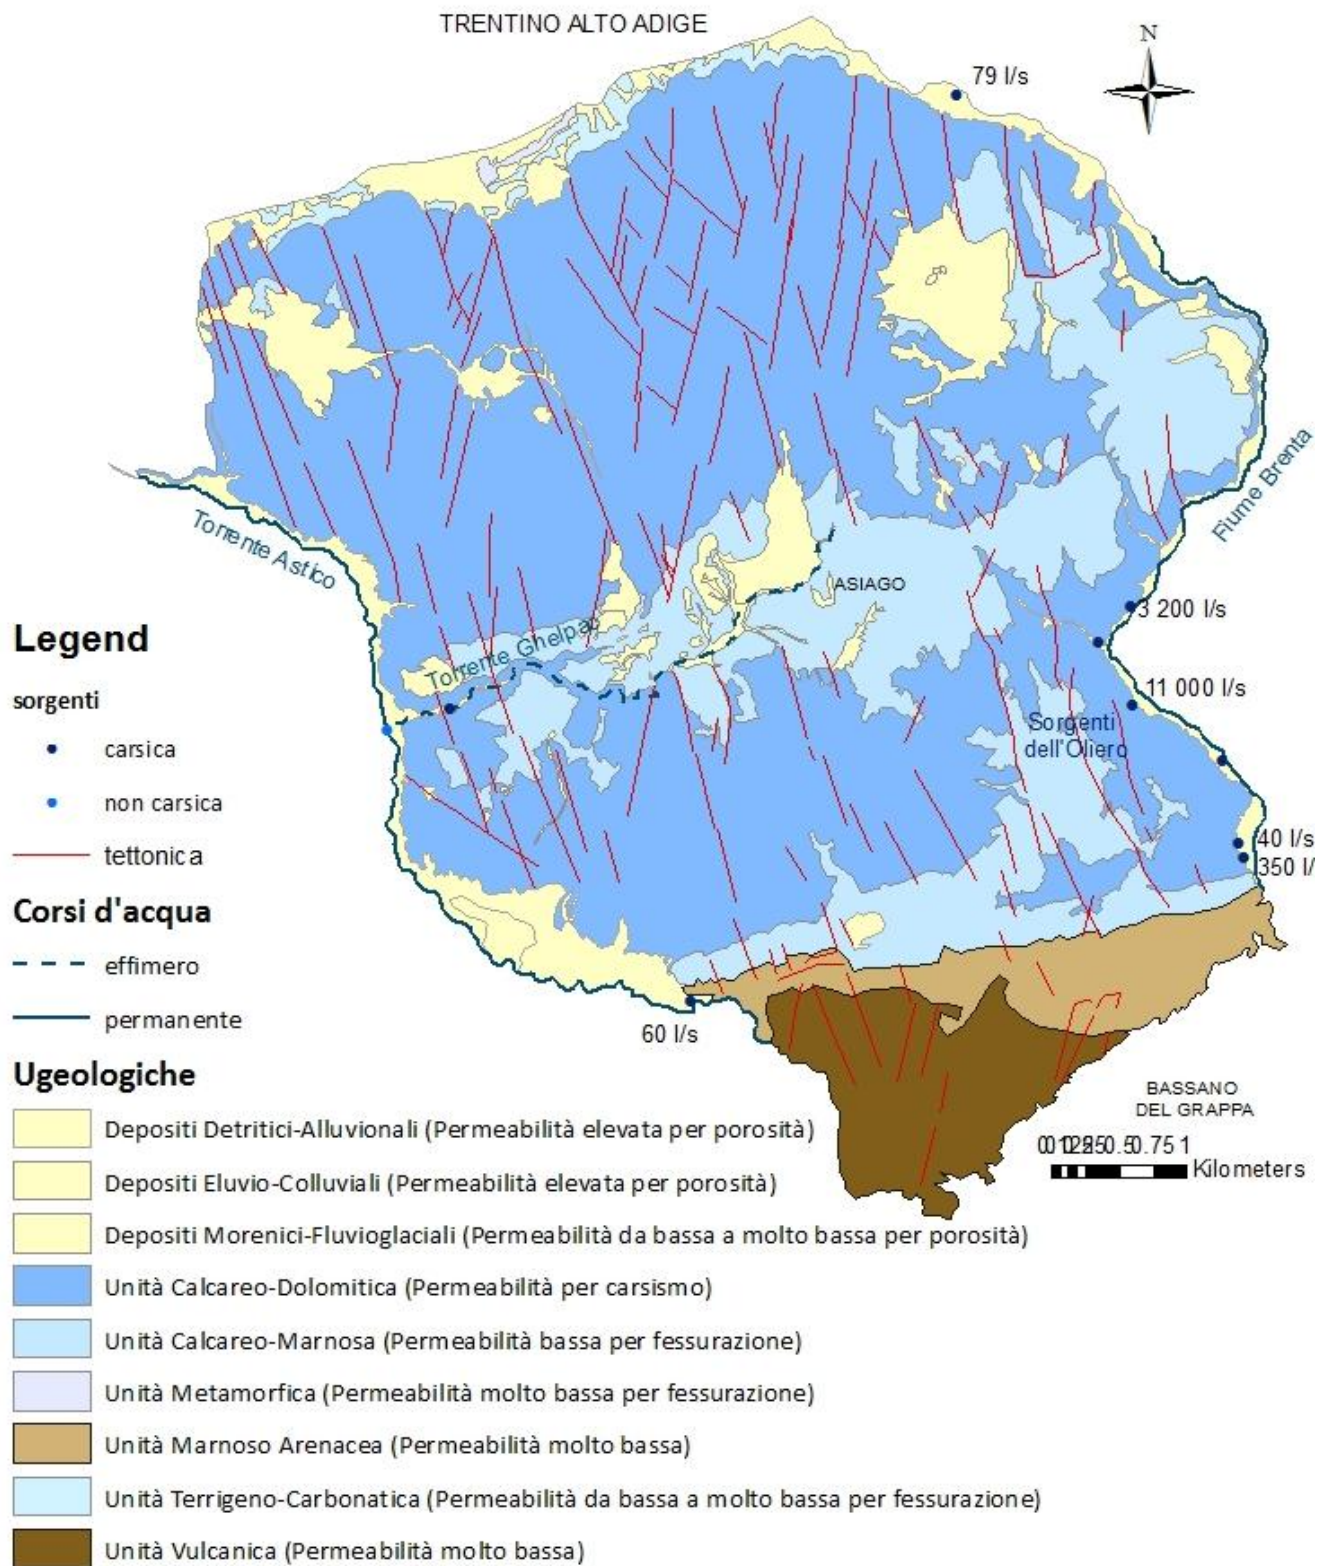 TRENTINO ALTO ADIGE
N
79 l/s
Torrente Astico
Fiume Brenta
ASIAGO
3 200 l/s
Torrente Ghelpac
11 000 l/s
Sorgenti
dell'Oliero
40 l/s
350 l/
60 l/s
BASSANO
DEL GRAPPA
Kilometers
Legend
sorgenti
carsica
non carsica
tettonica
Corsi d'acqua
effimero
permanente
Ugeologiche
Depositi Detritici-Alluvionali (Permeabilità elevata per porosità)
Depositi Eluvio-Colluviali (Permeabilità elevata per porosità)
Depositi Morenici-Fluvioglaciali (Permeabilità da bassa a molto bassa per porosità)
Unità Calcareo-Dolomitica (Permeabilità per carsismo)
Unità Calcareo-Marnosa (Permeabilità bassa per fessurazione)
Unità Metamorfica (Permeabilità molto bassa per fessurazione)
Unità Marnoso Arenacea (Permeabilità molto bassa)
Unità Terrigeno-Carbonatica (Permeabilità da bassa a molto bassa per fessurazione)
Unità Vulcanica (Permeabilità molto bassa)